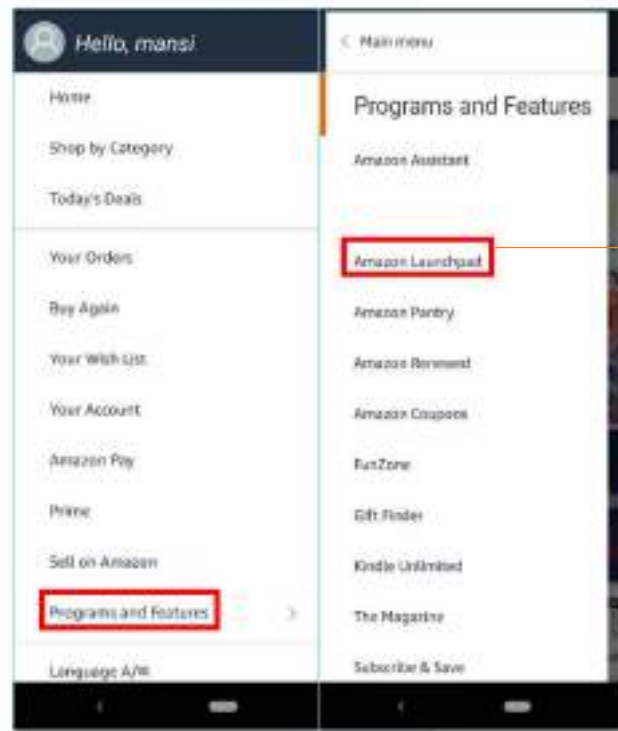 Hello, mansi
Home
Shop by Category
Today's Deals
Your Orders
Buy Again
Your Wish List
Your Account
Amazon Pay
Prime
Sell on Amazon
Programs and Features
Language A/
Main menu
Programs and Features
Amazon Assistant
Amazon Launchpad
Amazon Pantry
Amazon Renewed
Amazon Coupons
FunZone
Gift Finder
Kindle Unlimited
The Magazine
Subscribe & Save